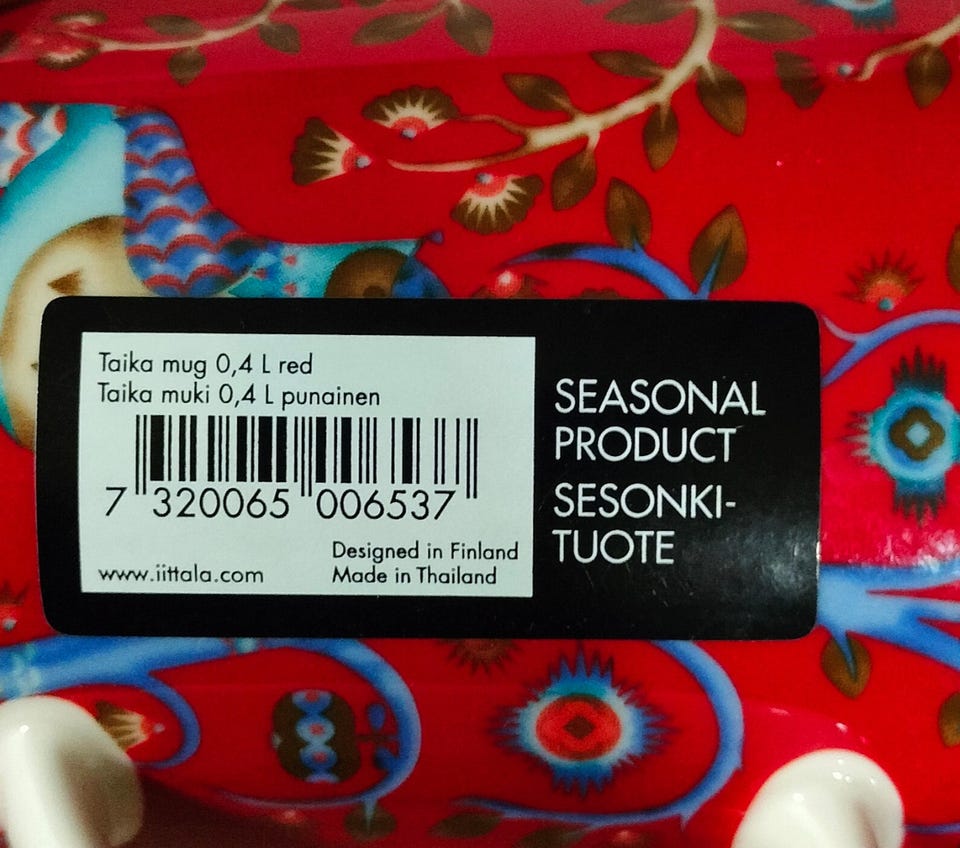 Taika mug 0,4 L red
Taika muki 0,4 L punainen
7 320065 006537
Designed in Finland
www.iittala.com Made in Thailand
SEASONAL
PRODUCT
SESONKI-
TUOTE